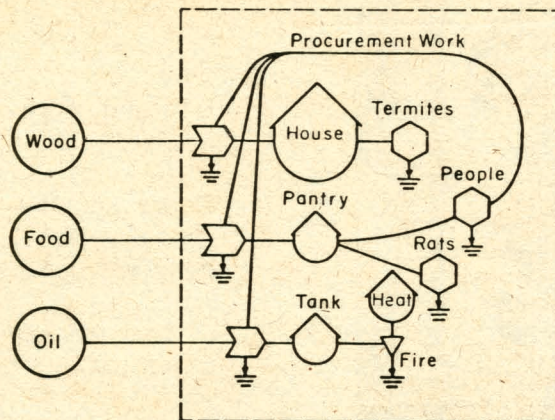 Procurement Work
Wood
House
Termites
People
Food
Pantry
Rats
Oil
Tank
Heat
Fire